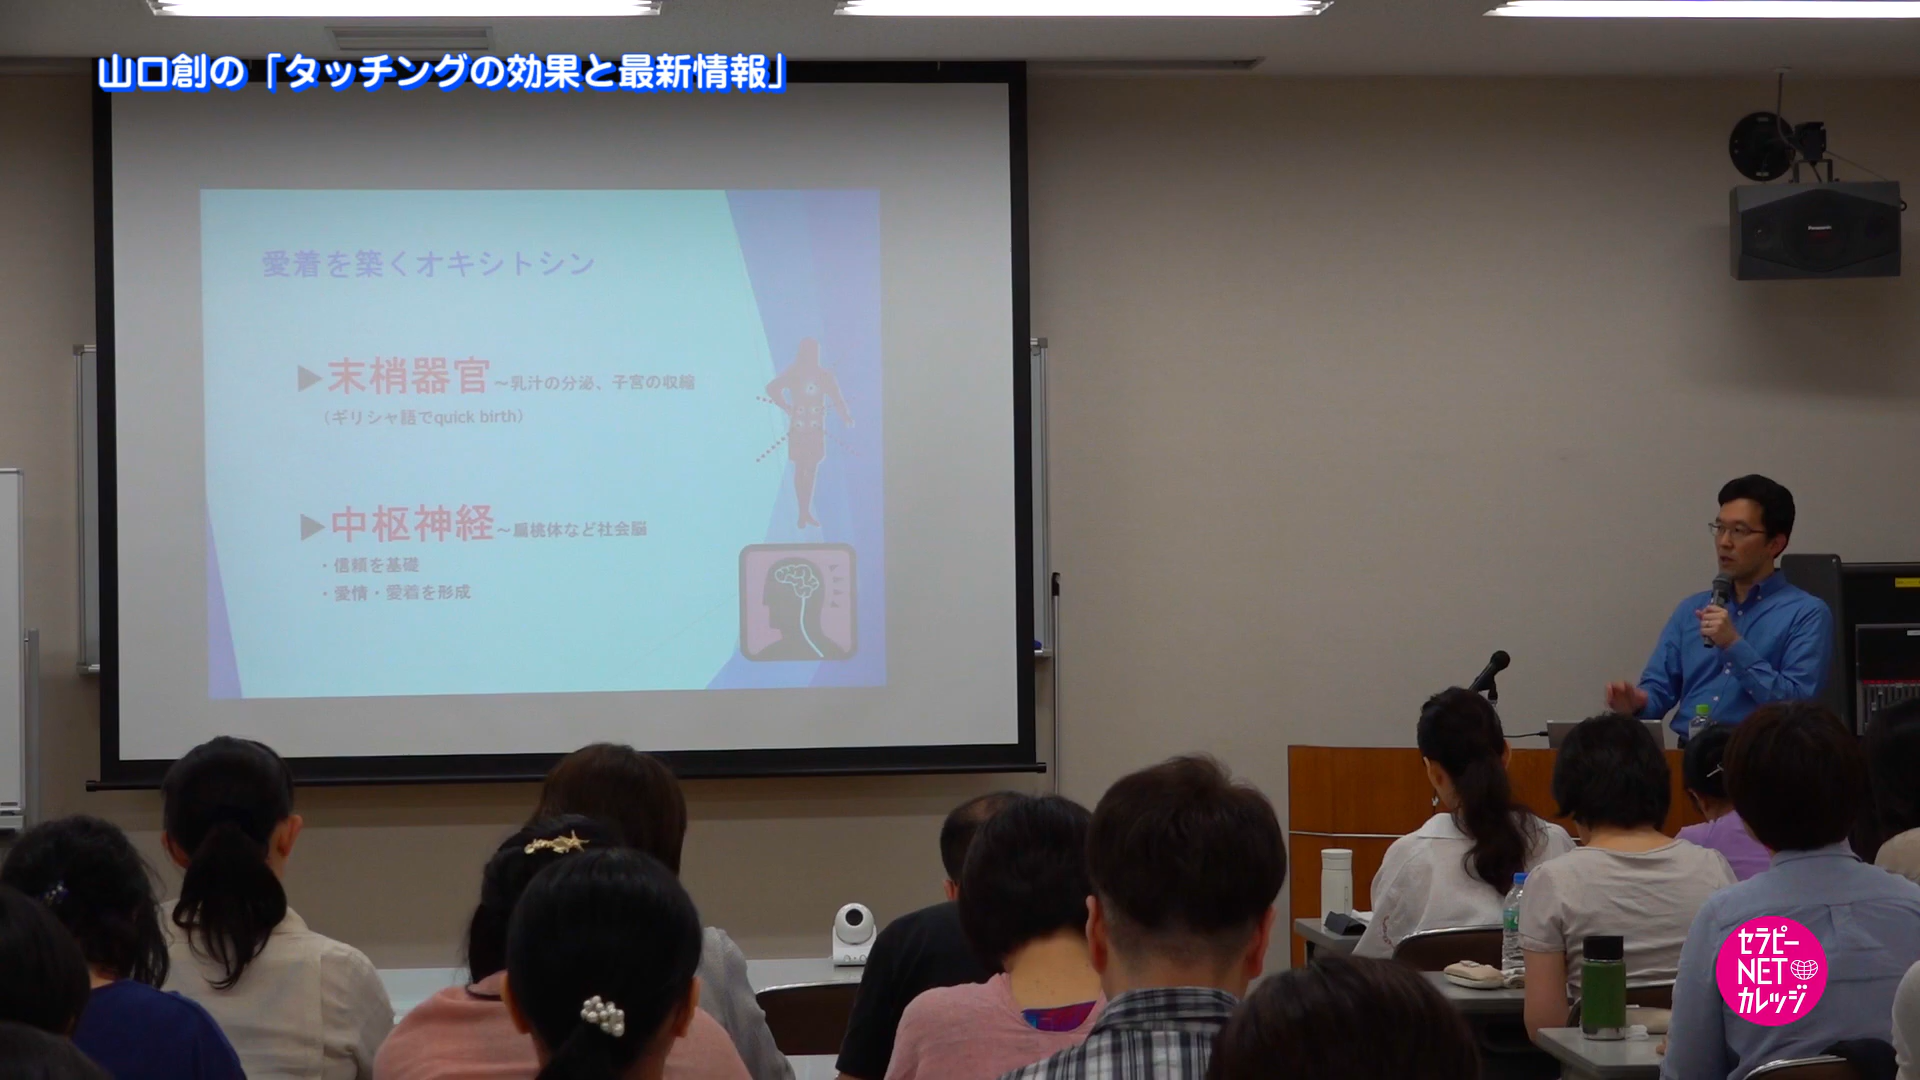 山口創の「タッチングの効果と最新情報」
愛着を築くオキシトシン
▶末梢器官～乳汁の分泌、子宮の収縮
（ギリシャ語でquick birth）
▶中枢神経～扁桃体など社会脳
・信頼を基礎
・愛情・愛着を形成
Panasonic
セラピー
NET
カレッジ